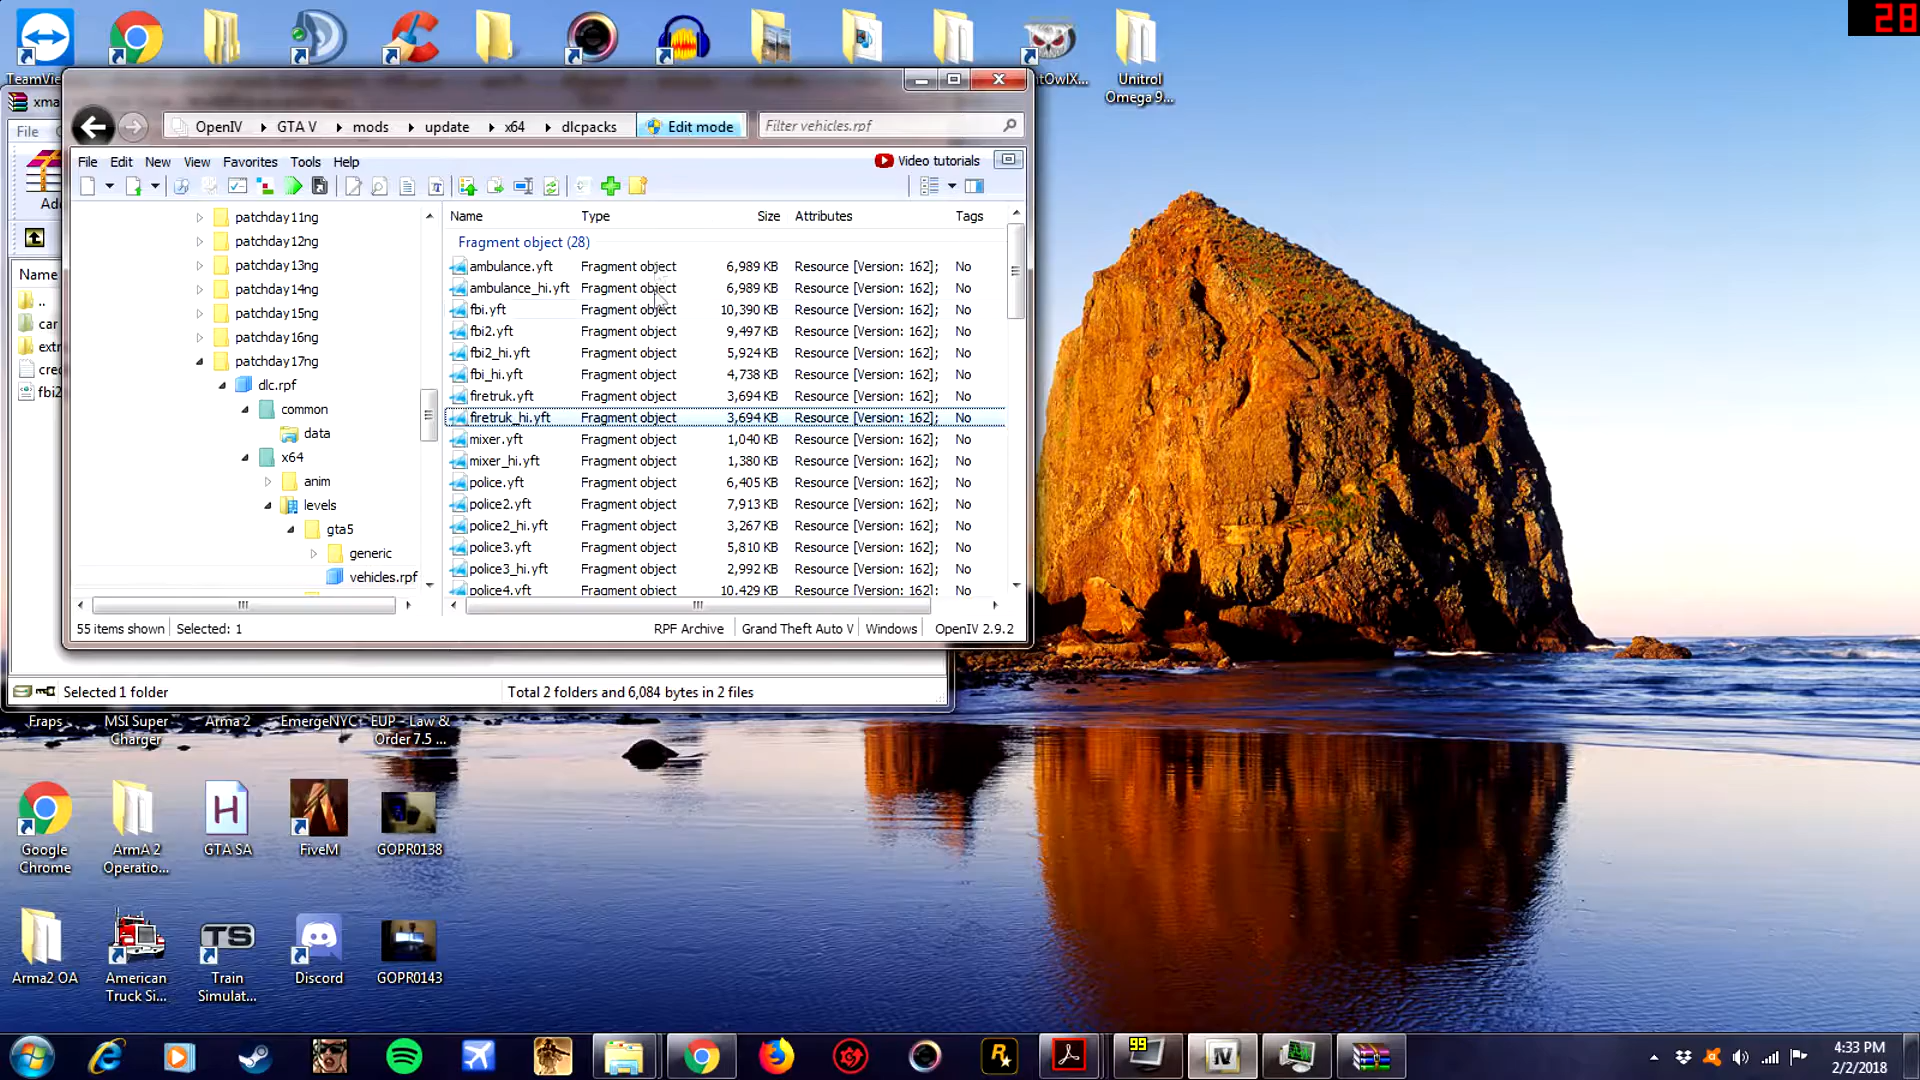 28
TeamVie
ntOwlX...
Unitrol
Omega 9...
xma
File
Add
Name
..
car
extr
cre
fbi2
OpenIV
GTA V
mods
update
x64
dlcpacks
Edit mode
Filter vehicles.rpf
File Edit New View Favorites Tools Help
Video tutorials
patchday11ng
patchday12ng
patchday13ng
patchday14ng
patchday15ng
patchday16ng
patchday17ng
dlc.rpf
common
data
x64
anim
levels
gta5
generic
vehicles.rpf
Name Type Size Attributes Tags
Fragment object (28)
ambulance.yft Fragment object 6,989 KB Resource [Version: 162]; No
ambulance_hi.yft Fragment object 6,989 KB Resource [Version: 162]; No
fbi.yft Fragment object 10,390 KB Resource [Version: 162]; No
fbi2.yft Fragment object 9,497 KB Resource [Version: 162]; No
fbi2_hi.yft Fragment object 5,924 KB Resource [Version: 162]; No
fbi_hi.yft Fragment object 4,738 KB Resource [Version: 162]; No
firetruk.yft Fragment object 3,694 KB Resource [Version: 162]; No
firetruk_hi.yft Fragment object 3,694 KB Resource [Version: 162]; No
mixer.yft Fragment object 1,040 KB Resource [Version: 162]; No
mixer_hi.yft Fragment object 1,380 KB Resource [Version: 162]; No
police.yft Fragment object 6,405 KB Resource [Version: 162]; No
police2.yft Fragment object 7,913 KB Resource [Version: 162]; No
police2_hi.yft Fragment object 3,267 KB Resource [Version: 162]; No
police3.yft Fragment object 5,810 KB Resource [Version: 162]; No
police3_hi.yft Fragment object 2,992 KB Resource [Version: 162]; No
police4.yft Fragment object 10,429 KB Resource [Version: 162]; No
55 items shown Selected: 1
RPF Archive Grand Theft Auto V Windows OpenIV 2.9.2
Selected 1 folder
Total 2 folders and 6,084 bytes in 2 files
Fraps
MSI Super
Charger
Arma 2
EmergeNYC
EUP - Law &
Order 7.5 ...
Google
Chrome
ArmA 2
Operatio...
H
GTA SA
FiveM
GOPR0138
Arma2 OA
American
Truck Si...
TS
Train
Simulat...
Discord
GOPR0143
99
4:33 PM
2/2/2018